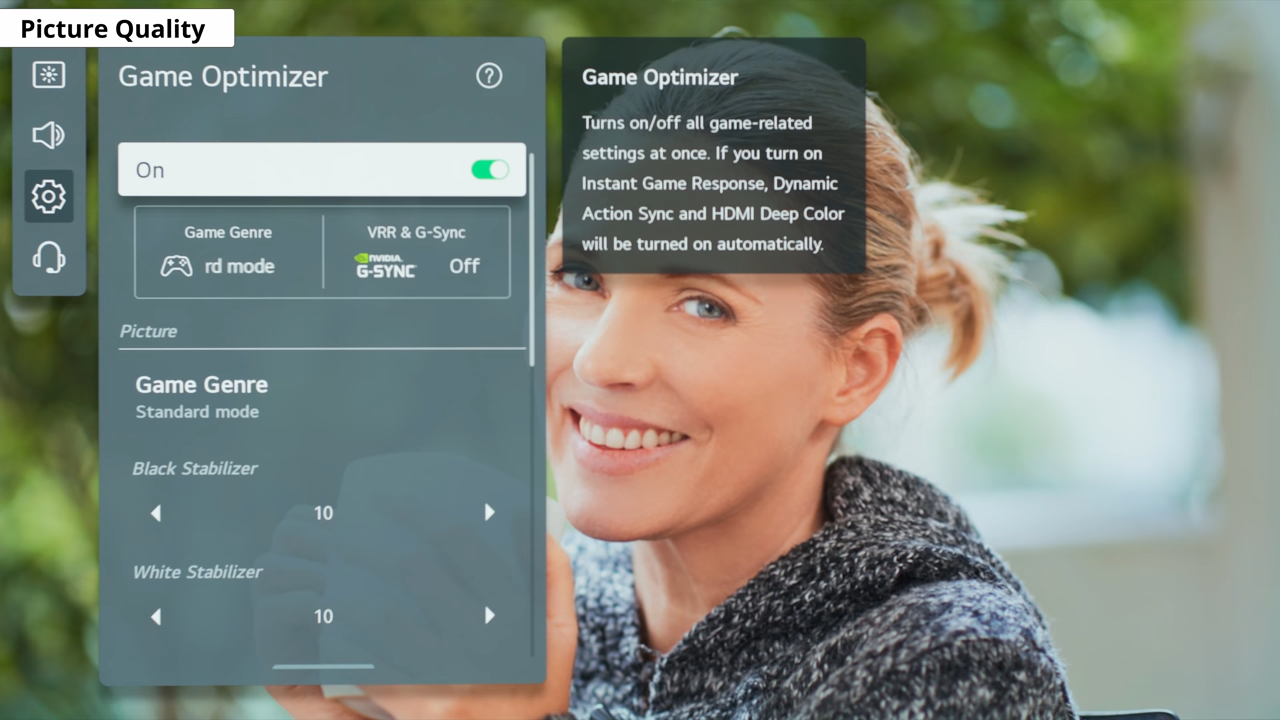 Picture Quality
Game Optimizer
On
Game Genre
rd mode
VRR & G-Sync
NVIDIA.
G-SYNC
Off
Picture
Game Genre
Standard mode
Black Stabilizer
10
White Stabilizer
10
Game Optimizer
Turns on/off all game-related
settings at once. If you turn on
Instant Game Response, Dynamic
Action Sync and HDMI Deep Color
will be turned on automatically.